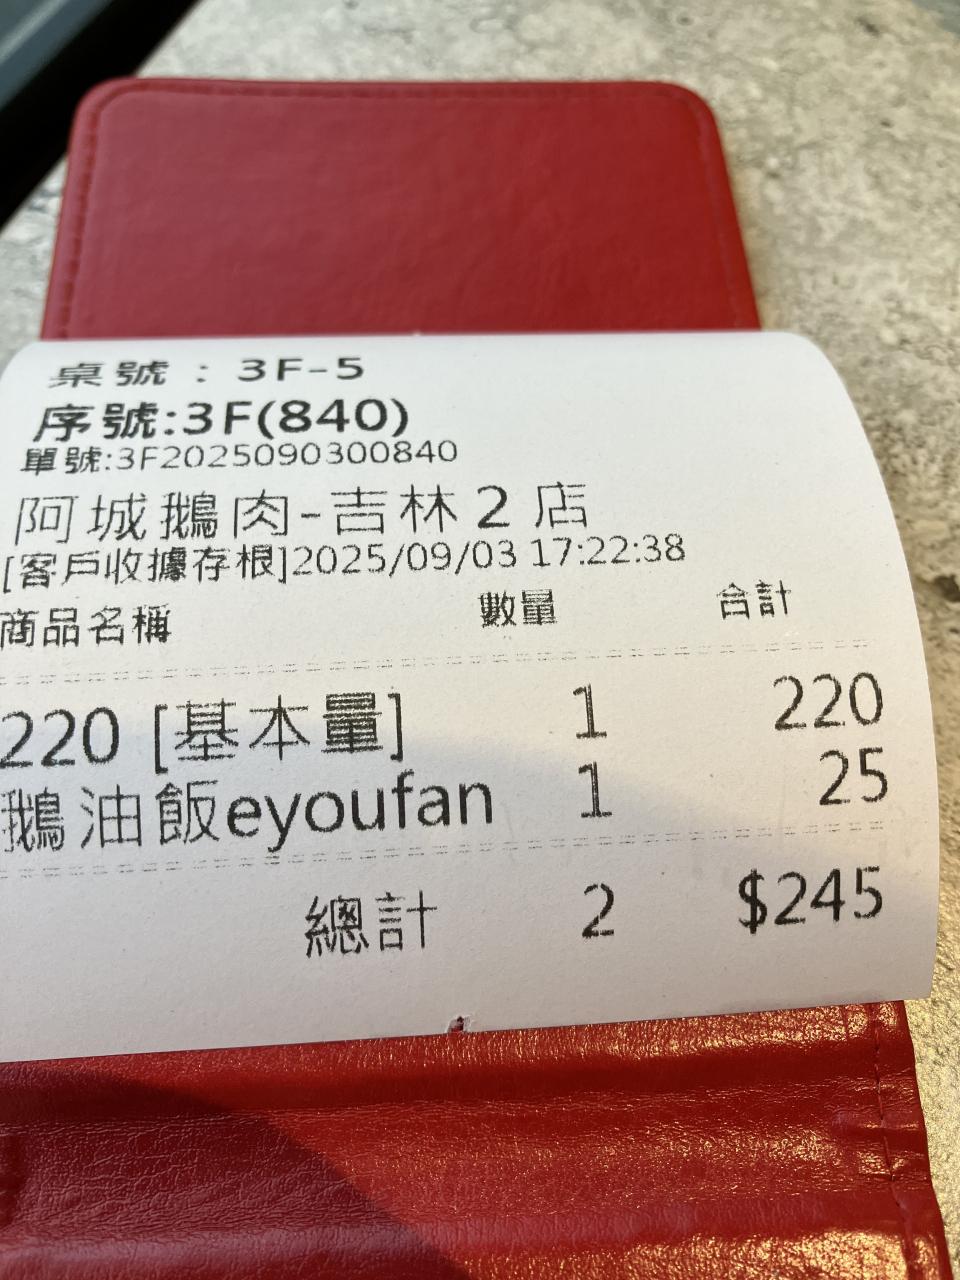 桌號 : 3F-5
序號:3F(840)
單號:3F2025090300840
阿城鵝肉-吉林2店
[客戶收據存根]2025/09/03 17:22:38
商品名稱 數量 合計
220 [基本量] 1 220
鵝油飯eyoufan 1 25
總計 2 $245